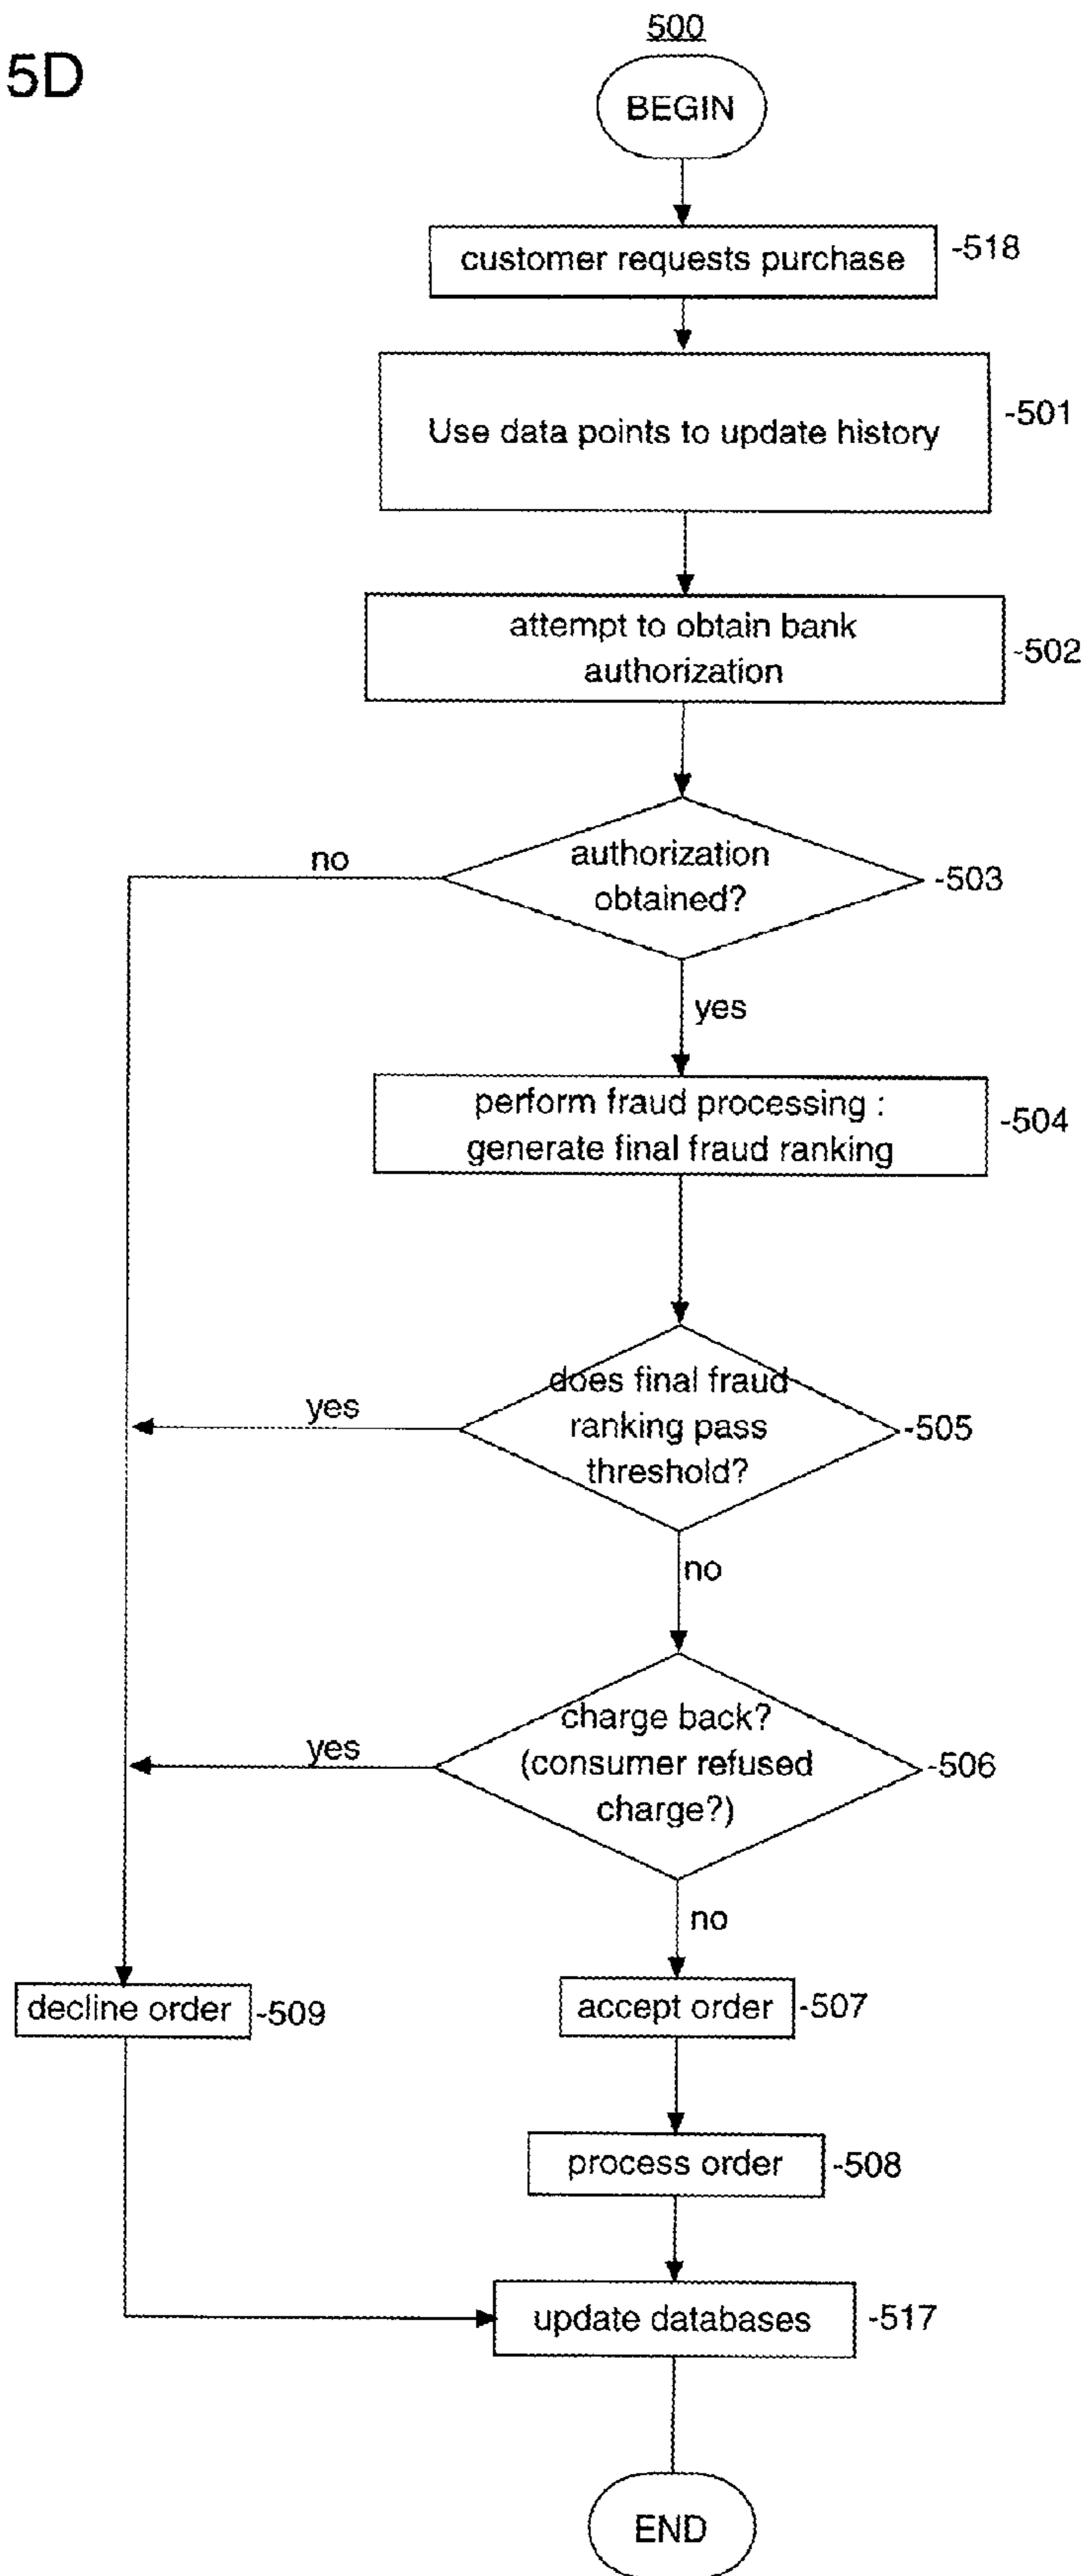 500
5D
BEGIN
customer requests purchase
-518
Use data points to update history
-501
attempt to obtain bank
authorization
-502
authorization
obtained?
-503
no
yes
perform fraud processing :
generate final fraud ranking
-504
does final fraud
ranking pass
threshold?
-505
yes
no
charge back?
(consumer refused
charge?)
-506
yes
no
decline order
-509
accept order
-507
process order
-508
update databases
-517
END